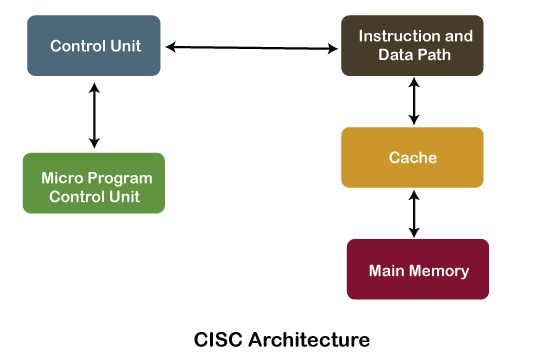 Control Unit
Instruction and
Data Path
Micro Program
Control Unit
Cache
Main Memory
CISC Architecture